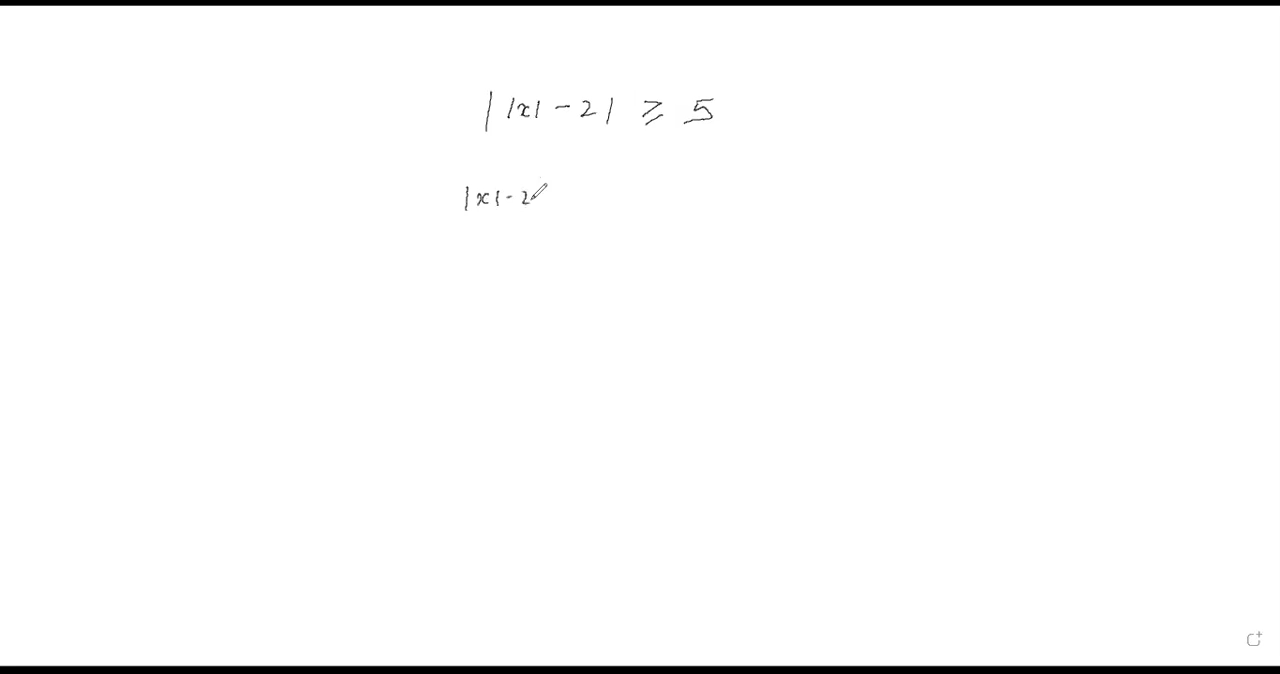 | |x| - 2| ≥ 5
|x| - 2